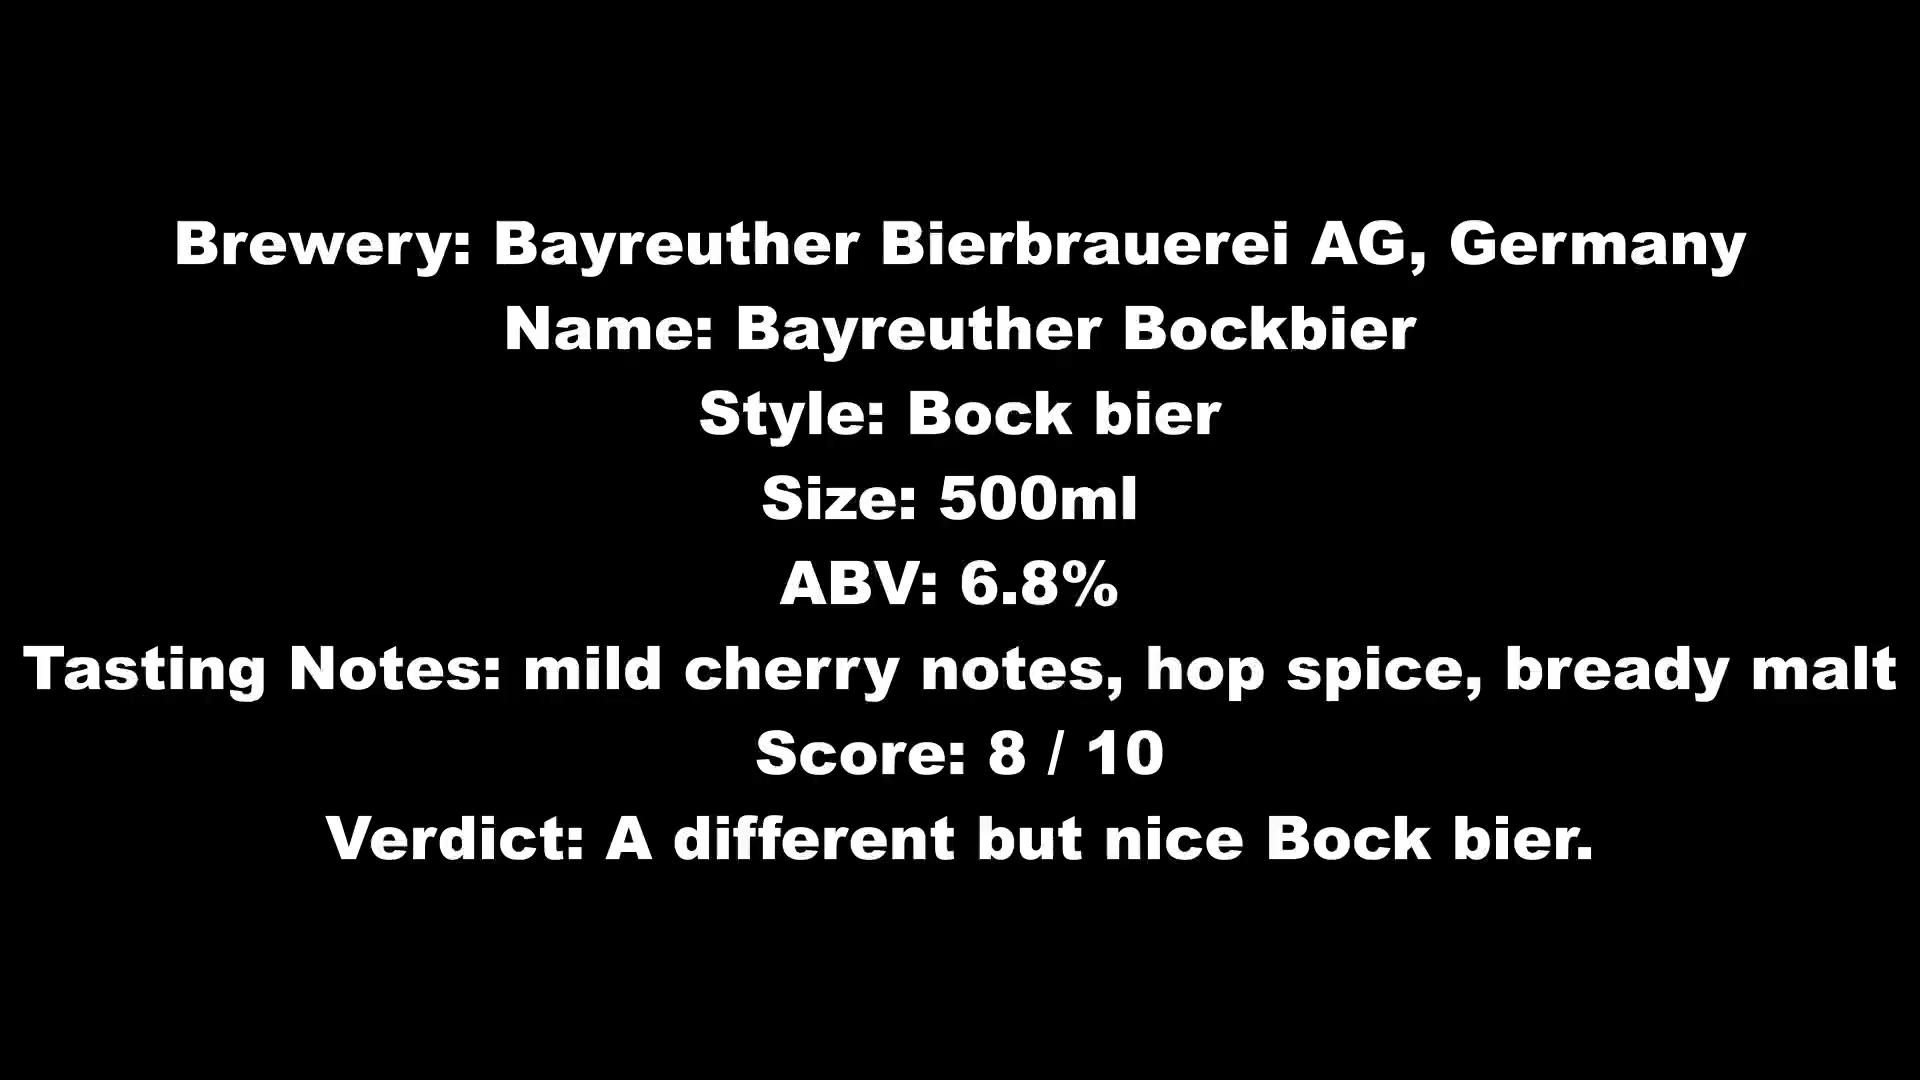 Brewery: Bayreuther Bierbrauerei AG, Germany
Name: Bayreuther Bockbier
Style: Bock bier
Size: 500ml
ABV: 6.8%
Tasting Notes: mild cherry notes, hop spice, bready malt
Score: 8 / 10
Verdict: A different but nice Bock bier.